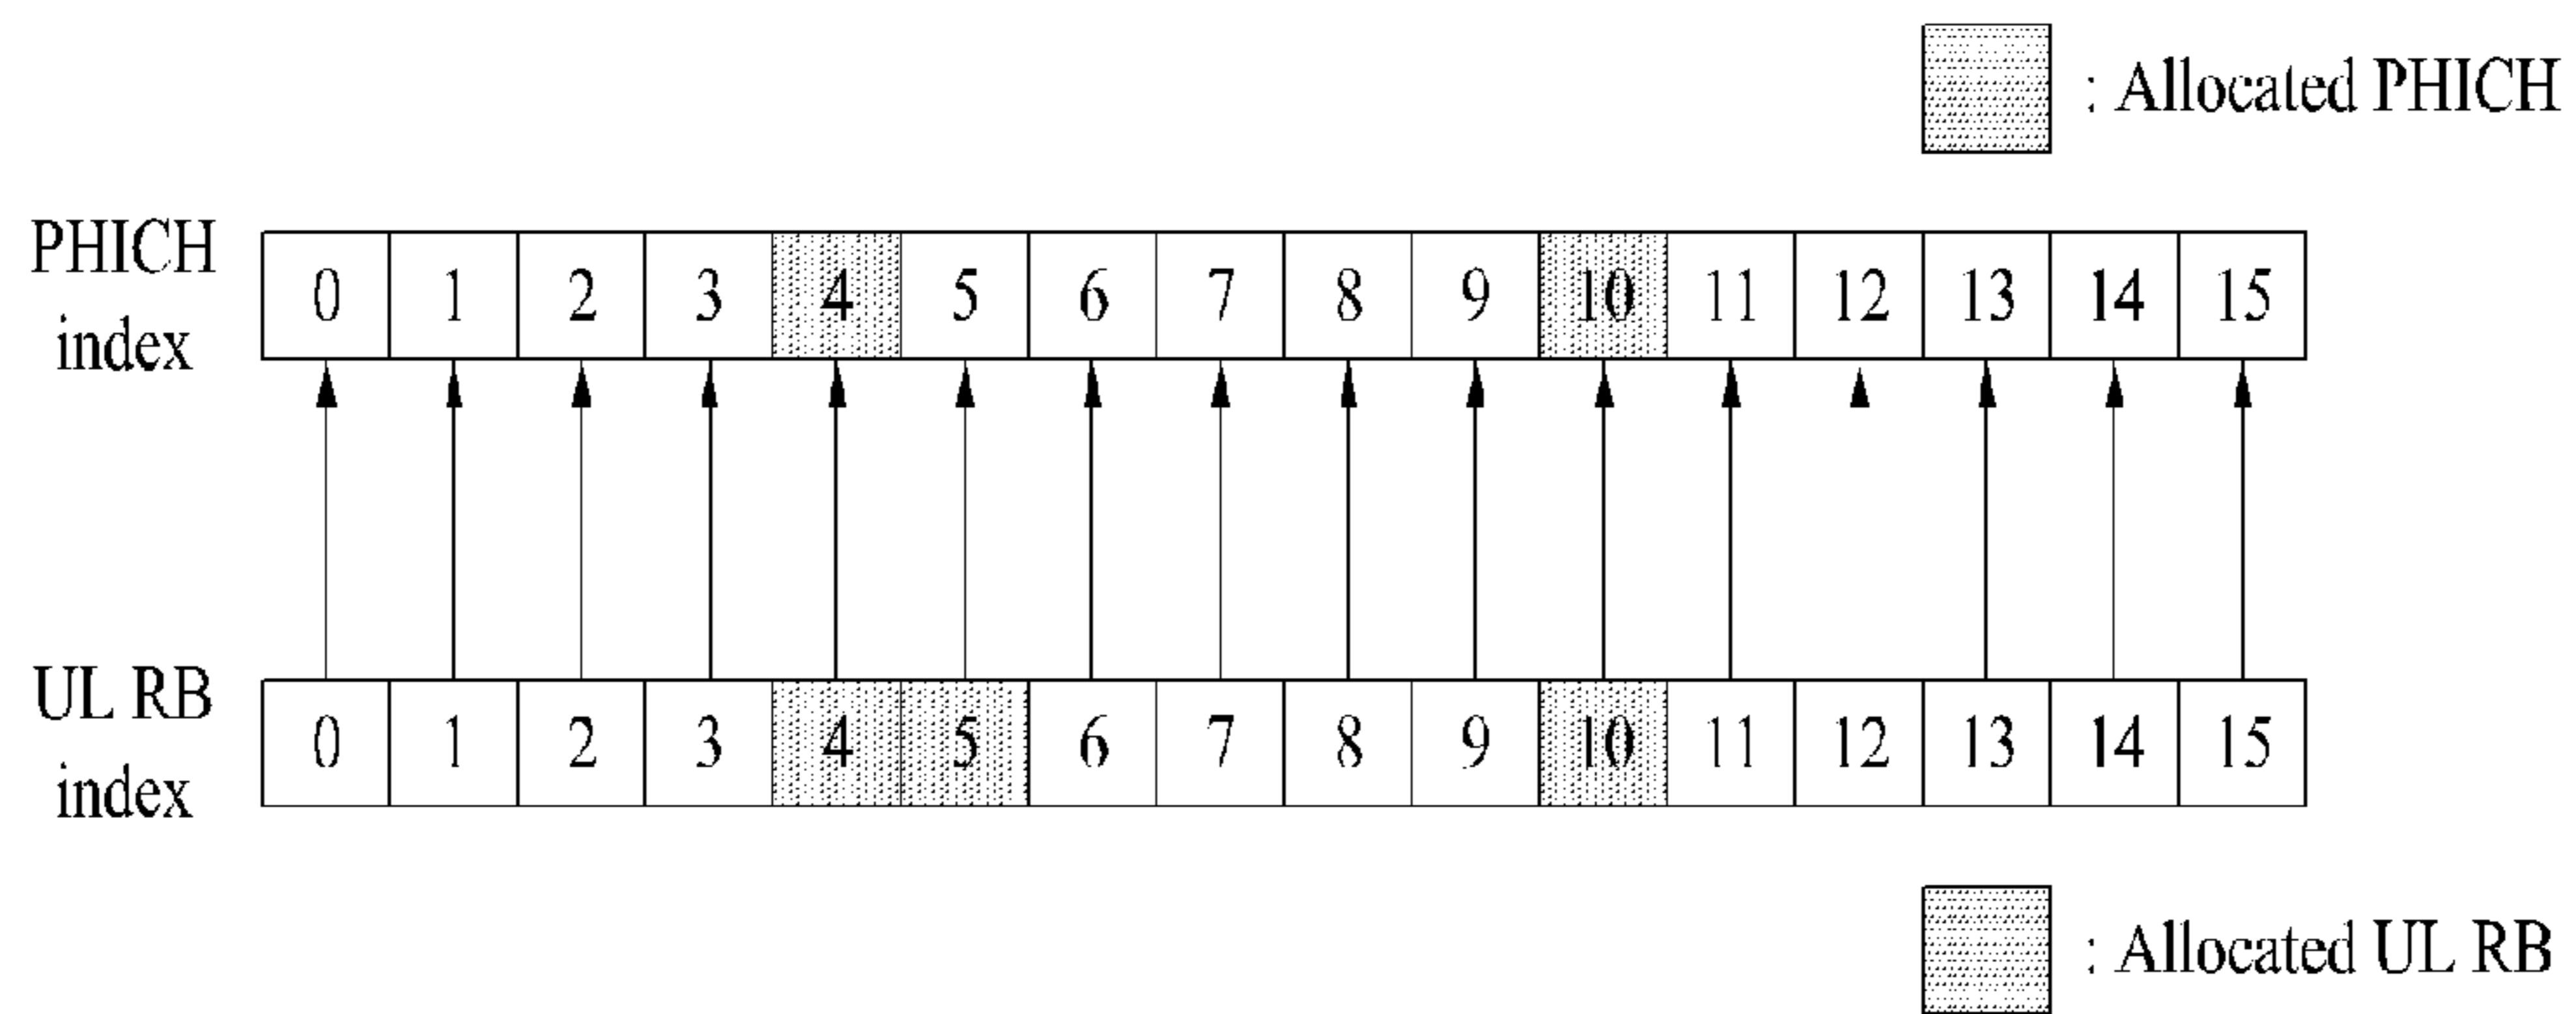 : Allocated PHICH
PHICH
index
0 1 2 3 4 5 6 7 8 9 10 11 12 13 14 15
UL RB
index
0 1 2 3 4 5 6 7 8 9 10 11 12 13 14 15
: Allocated UL RB